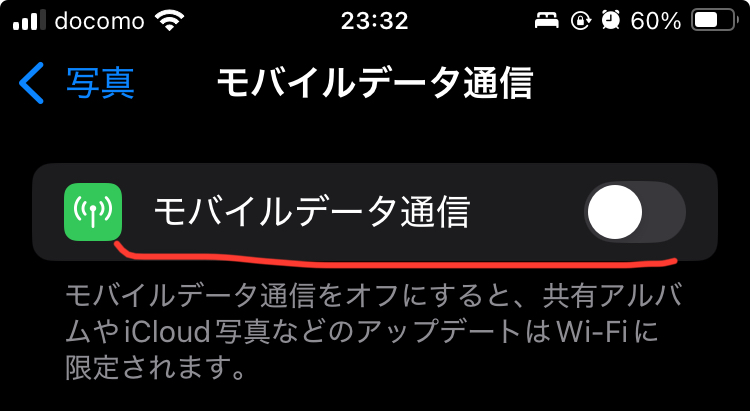 docomo 23:32 60%
写真 モバイルデータ通信
モバイルデータ通信
モバイルデータ通信をオフにすると、共有アルバ
ムやiCloud写真などのアップデートはWi-Fiに
限定されます。